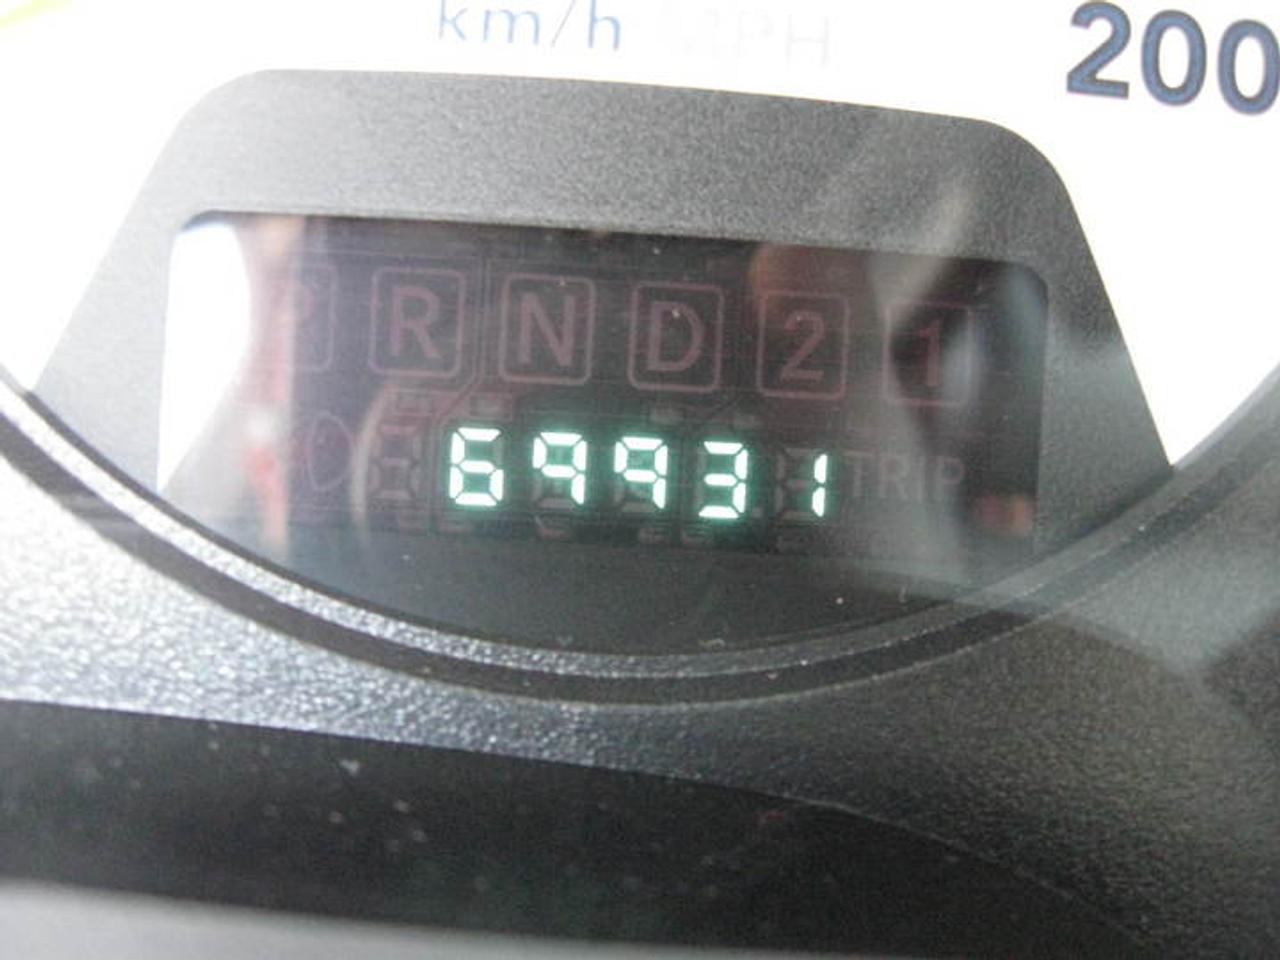 km/h MPH
200
P R N D 2 1
69931 TRIP